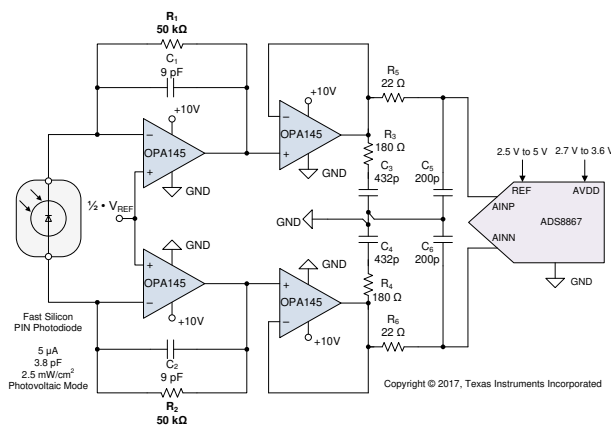 R1
50 kΩ
C1
9 pF
+10V
OPA145
GND
+10V
OPA145
GND
R5
22 Ω
R3
180 Ω
C3
432p
C5
200p
2.5 V to 5 V
2.7 V to 3.6 V
REF
AVDD
AINP
ADS8867
AINN
GND
½ • VREF
GND
C4
432p
C6
200p
GND
OPA145
+10V
GND
OPA145
+10V
R4
180 Ω
R6
22 Ω
Fast Silicon
PIN Photodiode
5 µA
3.8 pF
2.5 mW/cm²
Photovoltaic Mode
C2
9 pF
R2
50 kΩ
Copyright © 2017, Texas Instruments Incorporated